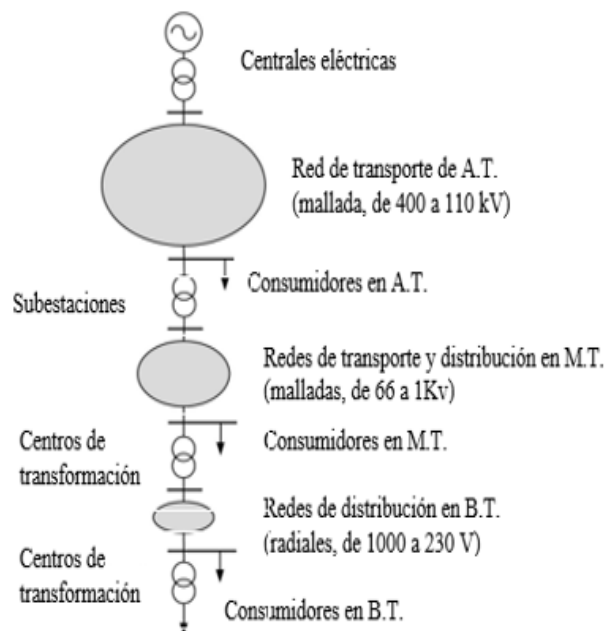 Centrales eléctricas
Red de transporte de A.T.
(mallada, de 400 a 110 kV)
Consumidores en A.T.
Subestaciones
Redes de transporte y distribución en M.T.
(malladas, de 66 a 1Kv)
Consumidores en M.T.
Centros de
transformación
Redes de distribución en B.T.
(radiales, de 1000 a 230 V)
Centros de
transformación
Consumidores en B.T.